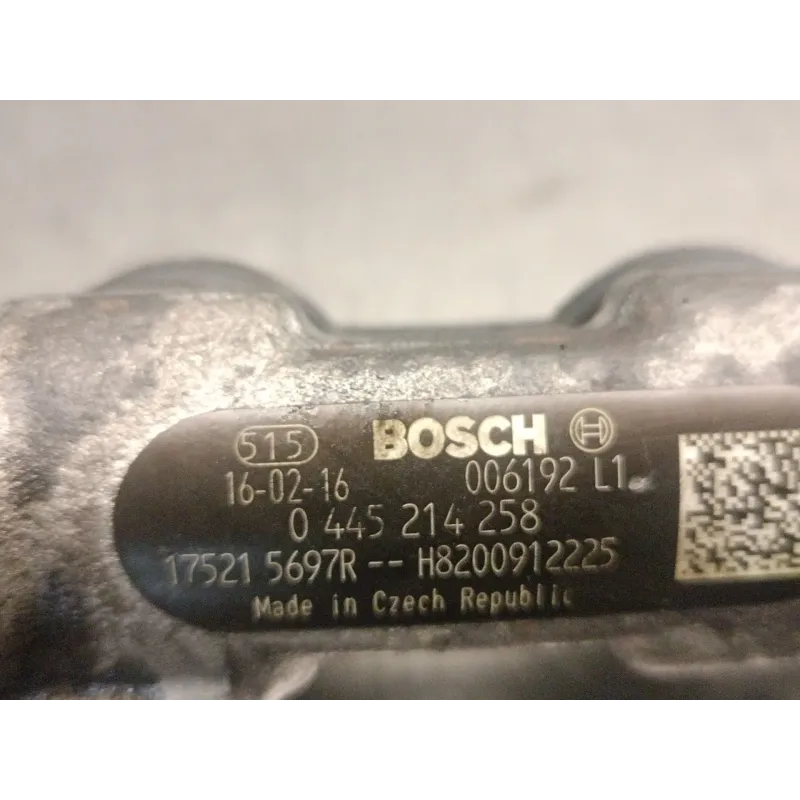 515 BOSCH
16-02-16 006192 L1
0 445 214 258
17521 5697R -- H8200912225
Made in Czech Republic